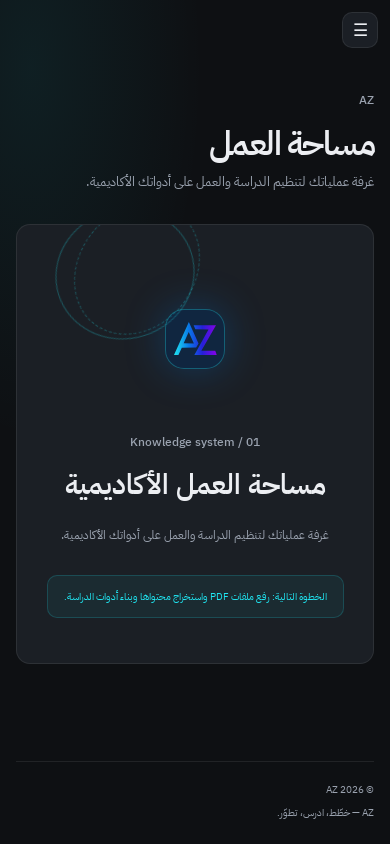 ☰
AZ
مساحة العمل
غرفة عملياتك لتنظيم الدراسة والعمل على أدواتك الأكاديمية.
AZ
Knowledge system / 01
مساحة العمل الأكاديمية
غرفة عملياتك لتنظيم الدراسة والعمل على أدواتك الأكاديمية.
الخطوة التالية: رفع ملفات PDF واستخراج محتواها وبناء أدوات الدراسة.
© 2026 AZ
AZ — خطّط، ادرس، تطوّر.